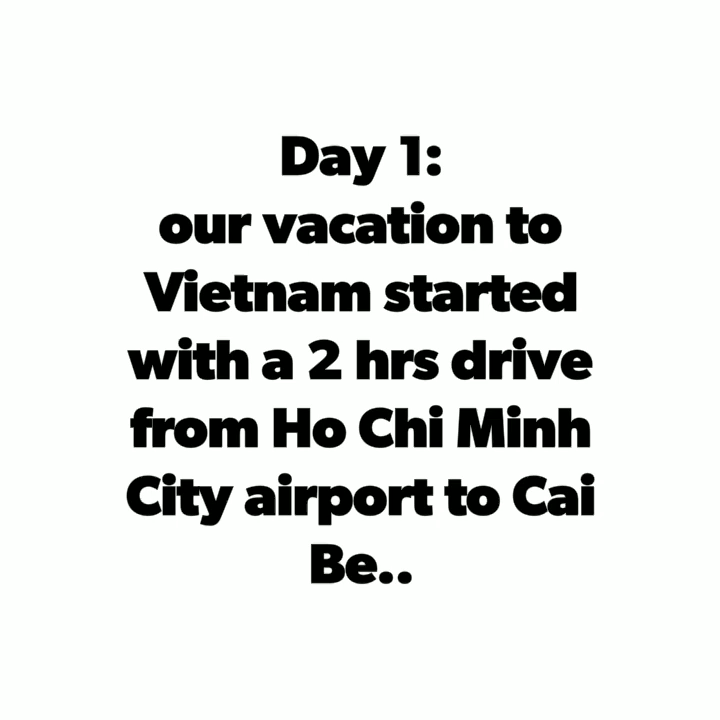 Day 1:
our vacation to
Vietnam started
with a 2 hrs drive
from Ho Chi Minh
City airport to Cai
Be..